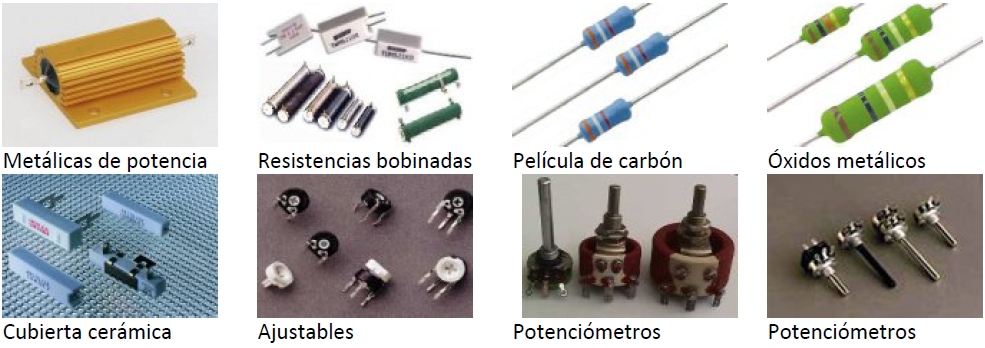 Metálicas de potencia
Resistencias bobinadas
Película de carbón
Óxidos metálicos
Cubierta cerámica
Ajustables
Potenciómetros
Potenciómetros